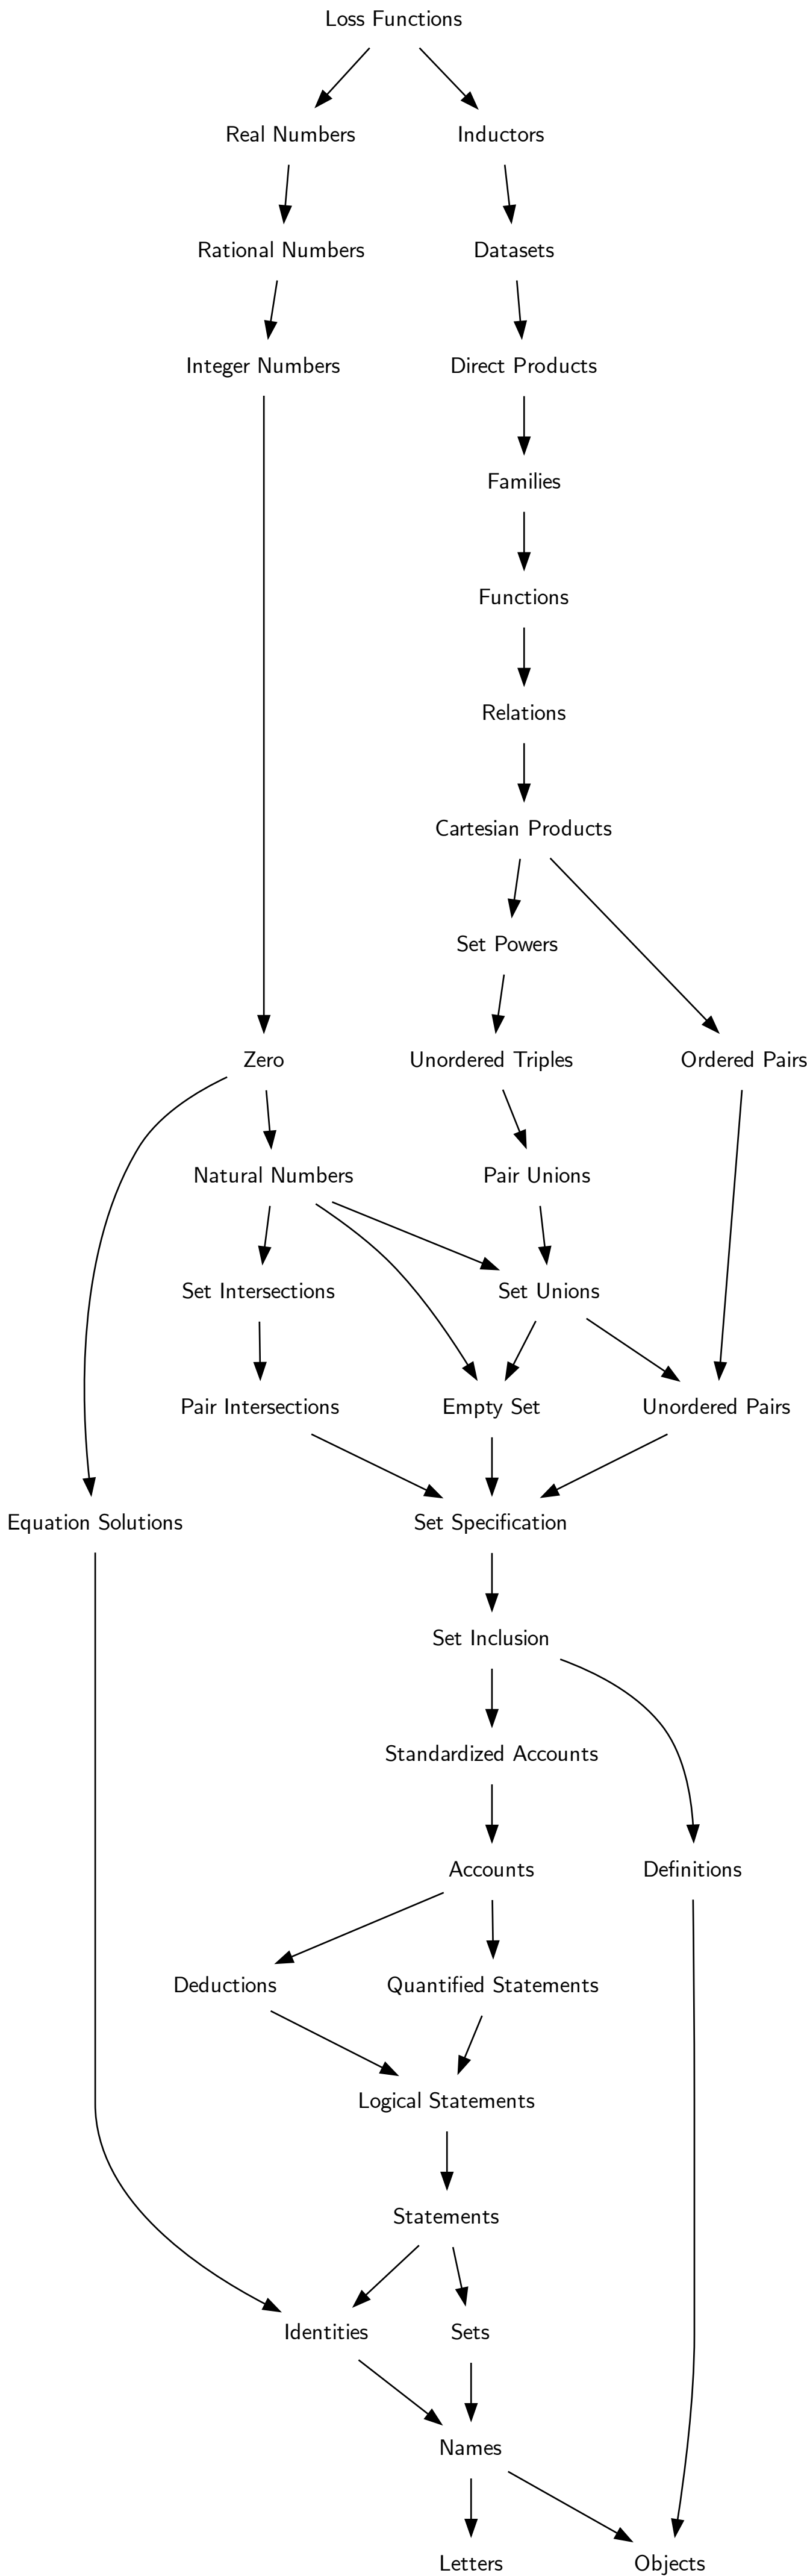 Loss Functions
Real Numbers
Inductors
Rational Numbers
Datasets
Integer Numbers
Direct Products
Families
Functions
Relations
Cartesian Products
Set Powers
Zero
Unordered Triples
Ordered Pairs
Natural Numbers
Pair Unions
Set Intersections
Set Unions
Pair Intersections
Empty Set
Unordered Pairs
Equation Solutions
Set Specification
Set Inclusion
Standardized Accounts
Accounts
Definitions
Deductions
Quantified Statements
Logical Statements
Statements
Identities
Sets
Names
Letters
Objects